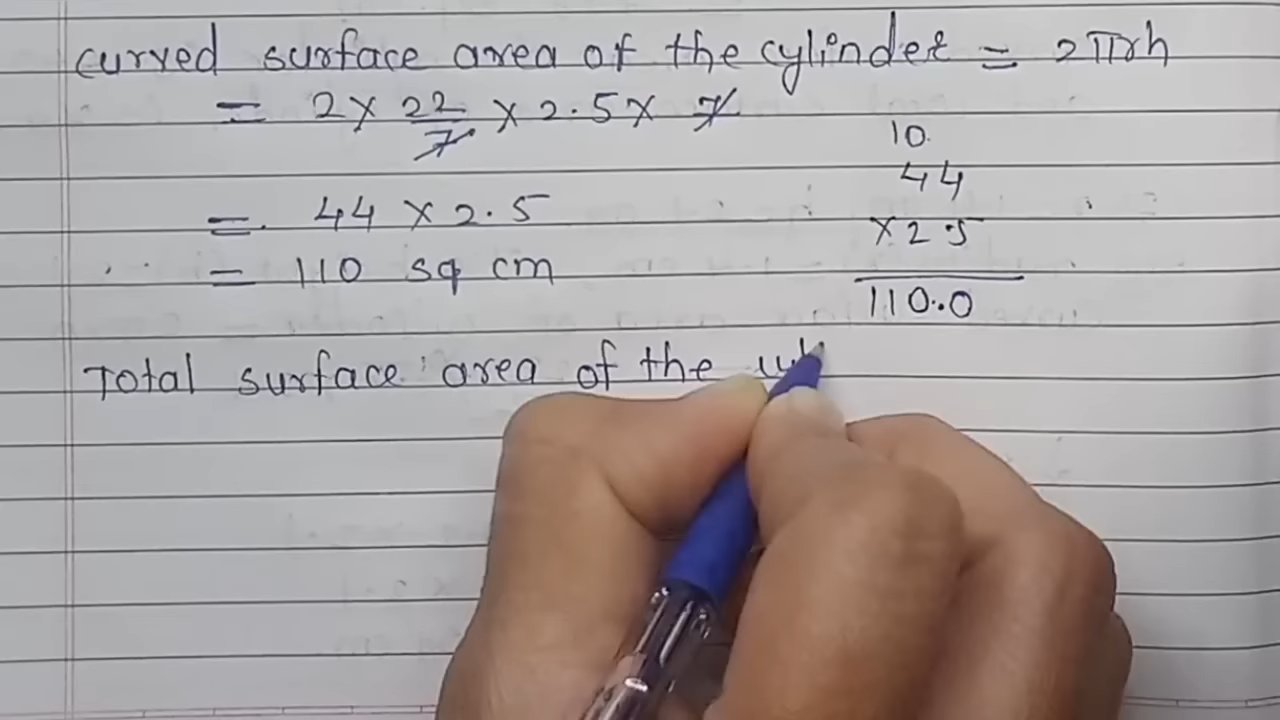 curved surface area of the cylinder = 2πrh
= 2 × 22/7 × 2.5 × 7
= 44 × 2.5
= 110 sq cm
10
44
×2.5
110.0
Total surface area of the